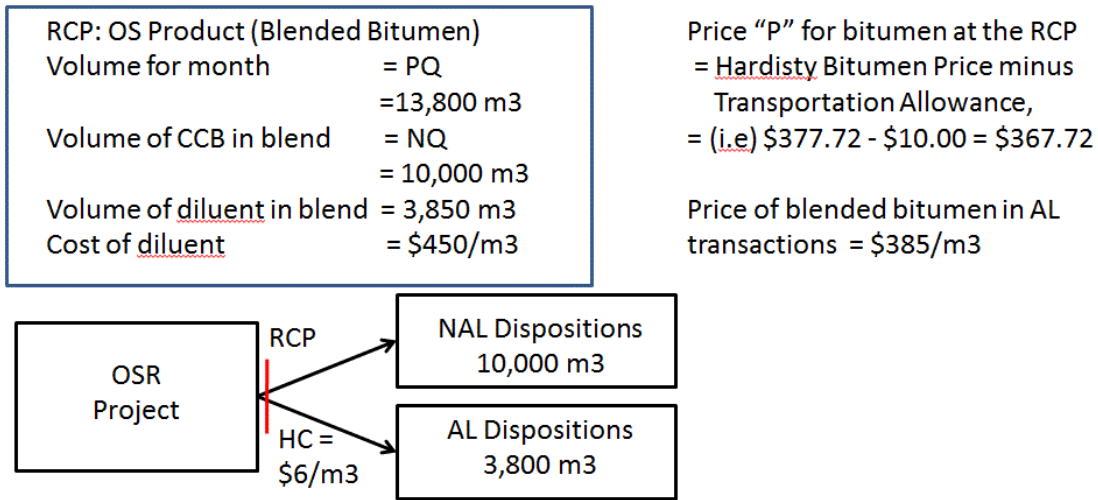 RCP: OS Product (Blended Bitumen)
Volume for month = PQ
=13,800 m3
Volume of CCB in blend = NQ
= 10,000 m3
Volume of diluent in blend = 3,850 m3
Cost of diluent = $450/m3
Price “P” for bitumen at the RCP
= Hardisty Bitumen Price minus
Transportation Allowance,
= (i.e) $377.72 - $10.00 = $367.72
Price of blended bitumen in AL
transactions = $385/m3
OSR
Project
RCP
HC =
$6/m3
NAL Dispositions
10,000 m3
AL Dispositions
3,800 m3